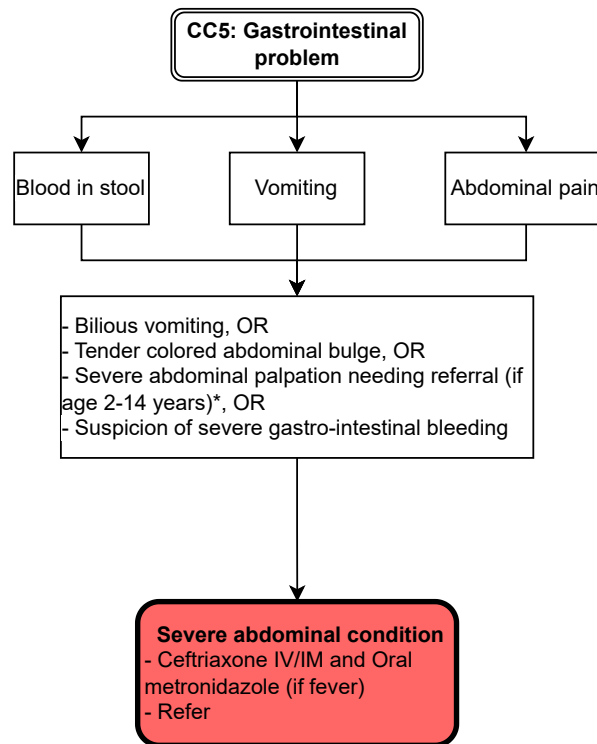 CC5: Gastrointestinal
problem
Blood in stool
Vomiting
Abdominal pain
- Bilious vomiting, OR
- Tender colored abdominal bulge, OR
- Severe abdominal palpation needing referral (if
age 2-14 years)*, OR
- Suspicion of severe gastro-intestinal bleeding
Severe abdominal condition
- Ceftriaxone IV/IM and Oral
metronidazole (if fever)
- Refer